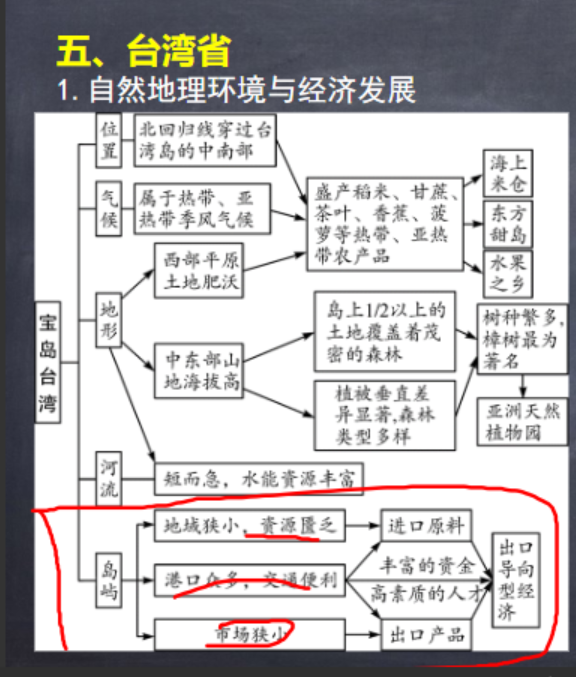 五、台湾省
1. 自然地理环境与经济发展
宝岛台湾
位置
北回归线穿过台
湾岛的中南部
气候
属于热带、亚
热带季风气候
地形
西部平原
土地肥沃
中东部山
地海拔高
盛产稻米、甘蔗、
茶叶、香蕉、菠
萝等热带、亚热
带农产品
海上
米仓
东方
甜岛
水果
之乡
岛上1/2以上的
土地覆盖着茂
密的森林
植被垂直差
异显著,森林
类型多样
树种繁多,
樟树最为
著名
亚洲天然
植物园
河流
短而急，水能资源丰富
岛屿
地域狭小，资源匮乏
港口众多，交通便利
市场狭小
进口原料
丰富的资金
高素质的人才
出口产品
出口
导向
型经
济